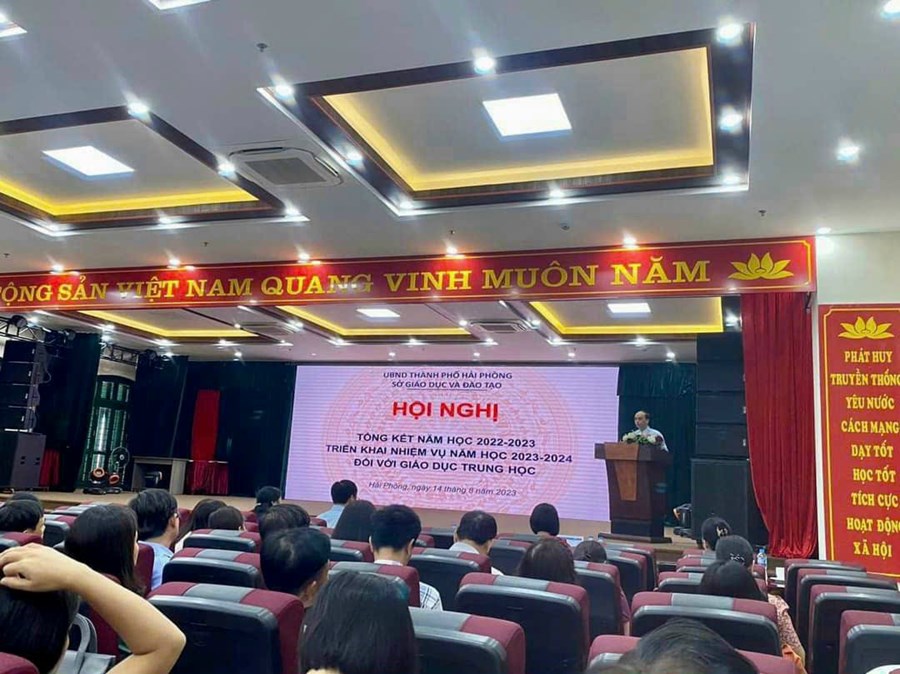 CỘNG SẢN VIỆT NAM QUANG VINH MUÔN NĂM
UBND THÀNH PHỐ HẢI PHÒNG
SỞ GIÁO DỤC VÀ ĐÀO TẠO
HỘI NGHỊ
TỔNG KẾT NĂM HỌC 2022-2023
TRIỂN KHAI NHIỆM VỤ NĂM HỌC 2023-2024
ĐỐI VỚI GIÁO DỤC TRUNG HỌC
Hải Phòng, ngày 14 tháng 8 năm 2023
PHÁT HUY
TRUYỀN THỐNG
YÊU NƯỚC
CÁCH MẠNG
DẠY TỐT
HỌC TỐT
TÍCH CỰC
HOẠT ĐỘNG
XÃ HỘI